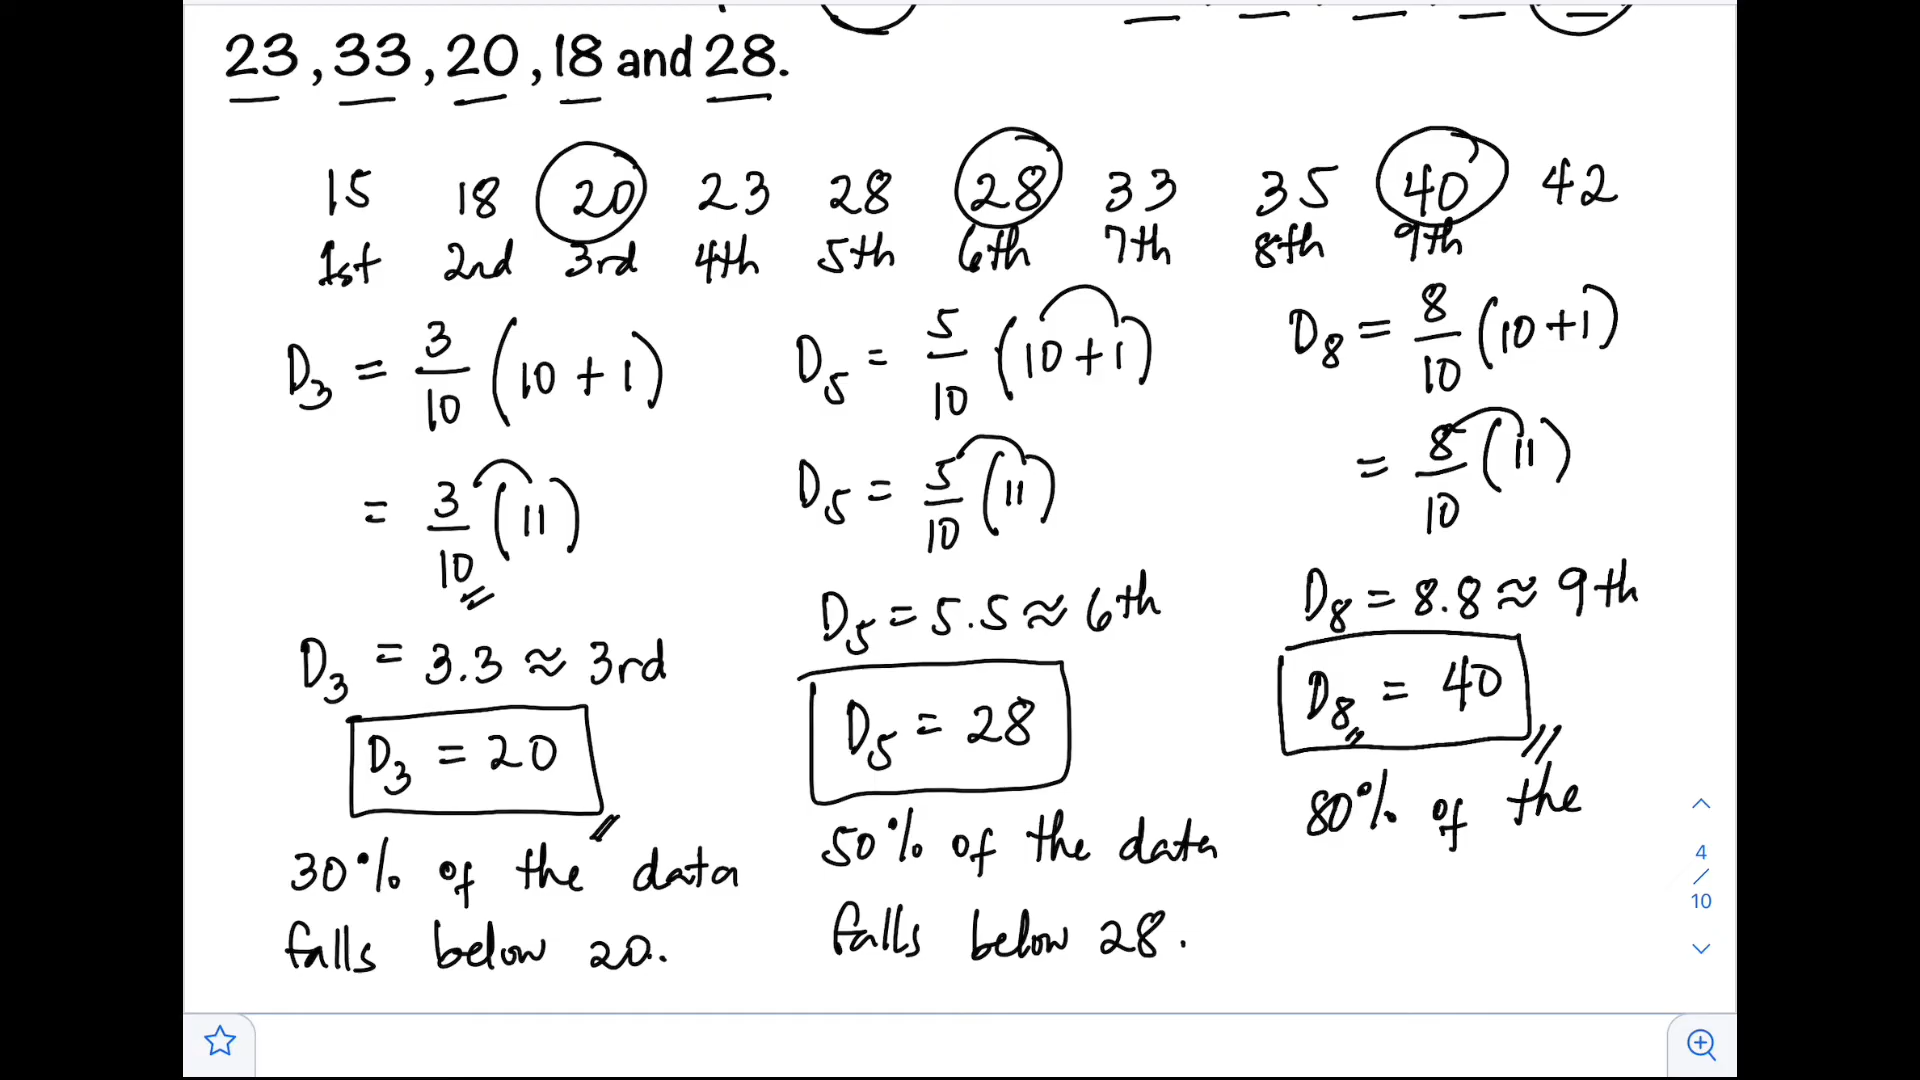 23, 33, 20, 18 and 28.
15 18 20 23 28 28 33 35 40 42
1st 2nd 3rd 4th 5th 6th 7th 8th 9th
D3 = 3/10 (10 + 1)
= 3/10 (11)
D3 = 3.3 ≈ 3rd
D3 = 20
30% of the data
falls below 20.
D5 = 5/10 (10 + 1)
D5 = 5/10 (11)
D5 = 5.5 ≈ 6th
D5 = 28
50% of the data
falls below 28.
D8 = 8/10 (10 + 1)
= 8/10 (11)
D8 = 8.8 ≈ 9th
D8 = 40
80% of the
4
/
10